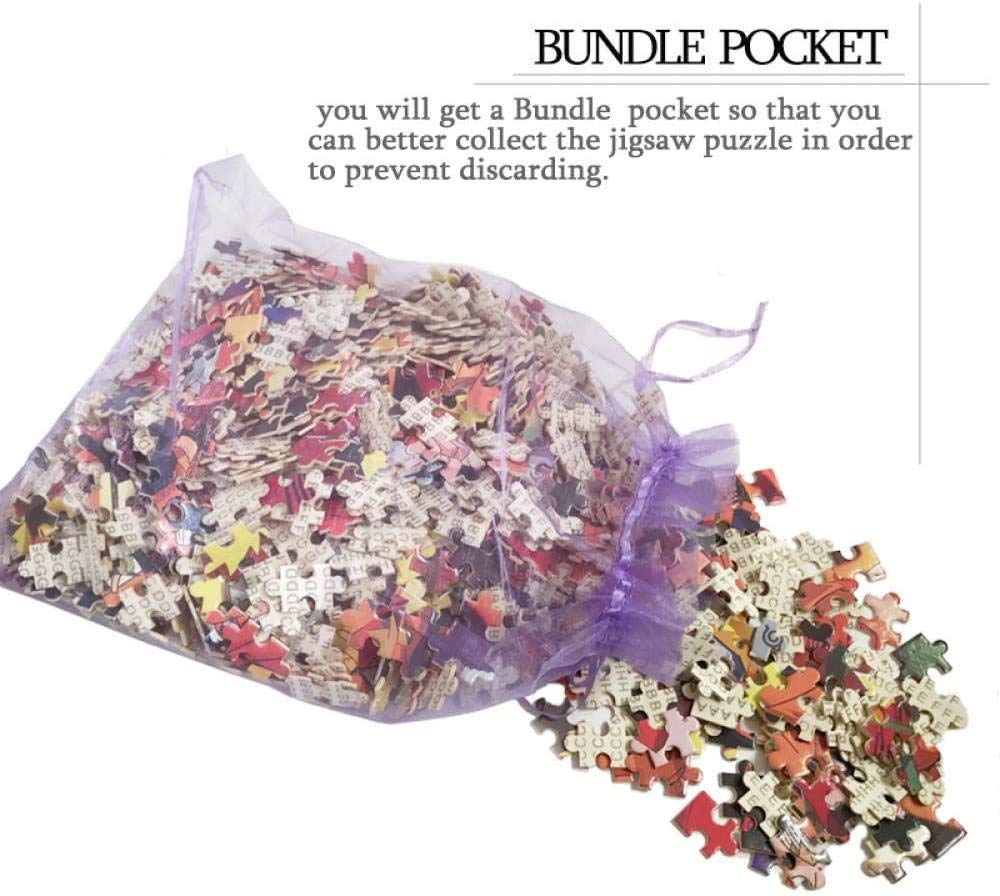 BUNDLE POCKET
you will get a Bundle pocket so that you
can better collect the jigsaw puzzle in order
to prevent discarding.